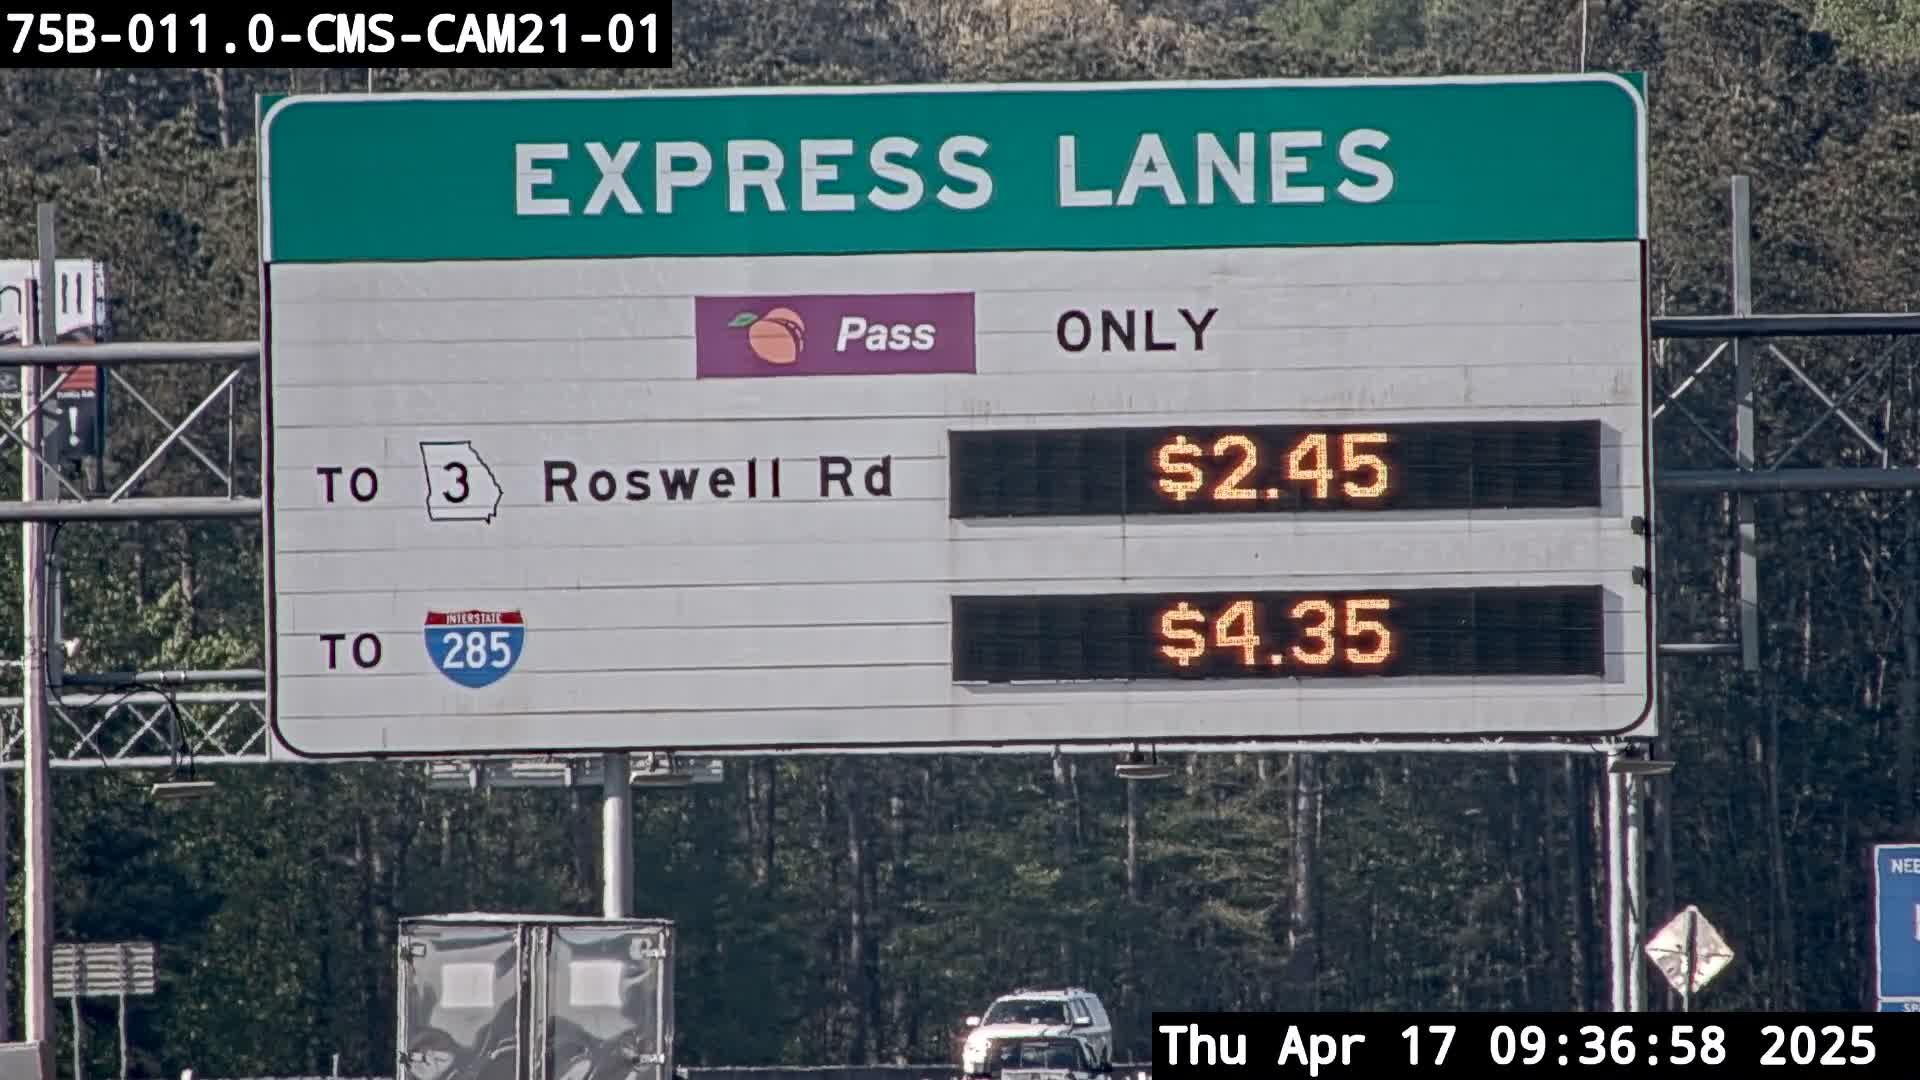 75B-011.0-CMS-CAM21-01
EXPRESS LANES
Pass ONLY
TO 3 Roswell Rd $2.45
INTERSTATE
TO 285 $4.35
Thu Apr 17 09:36:58 2025